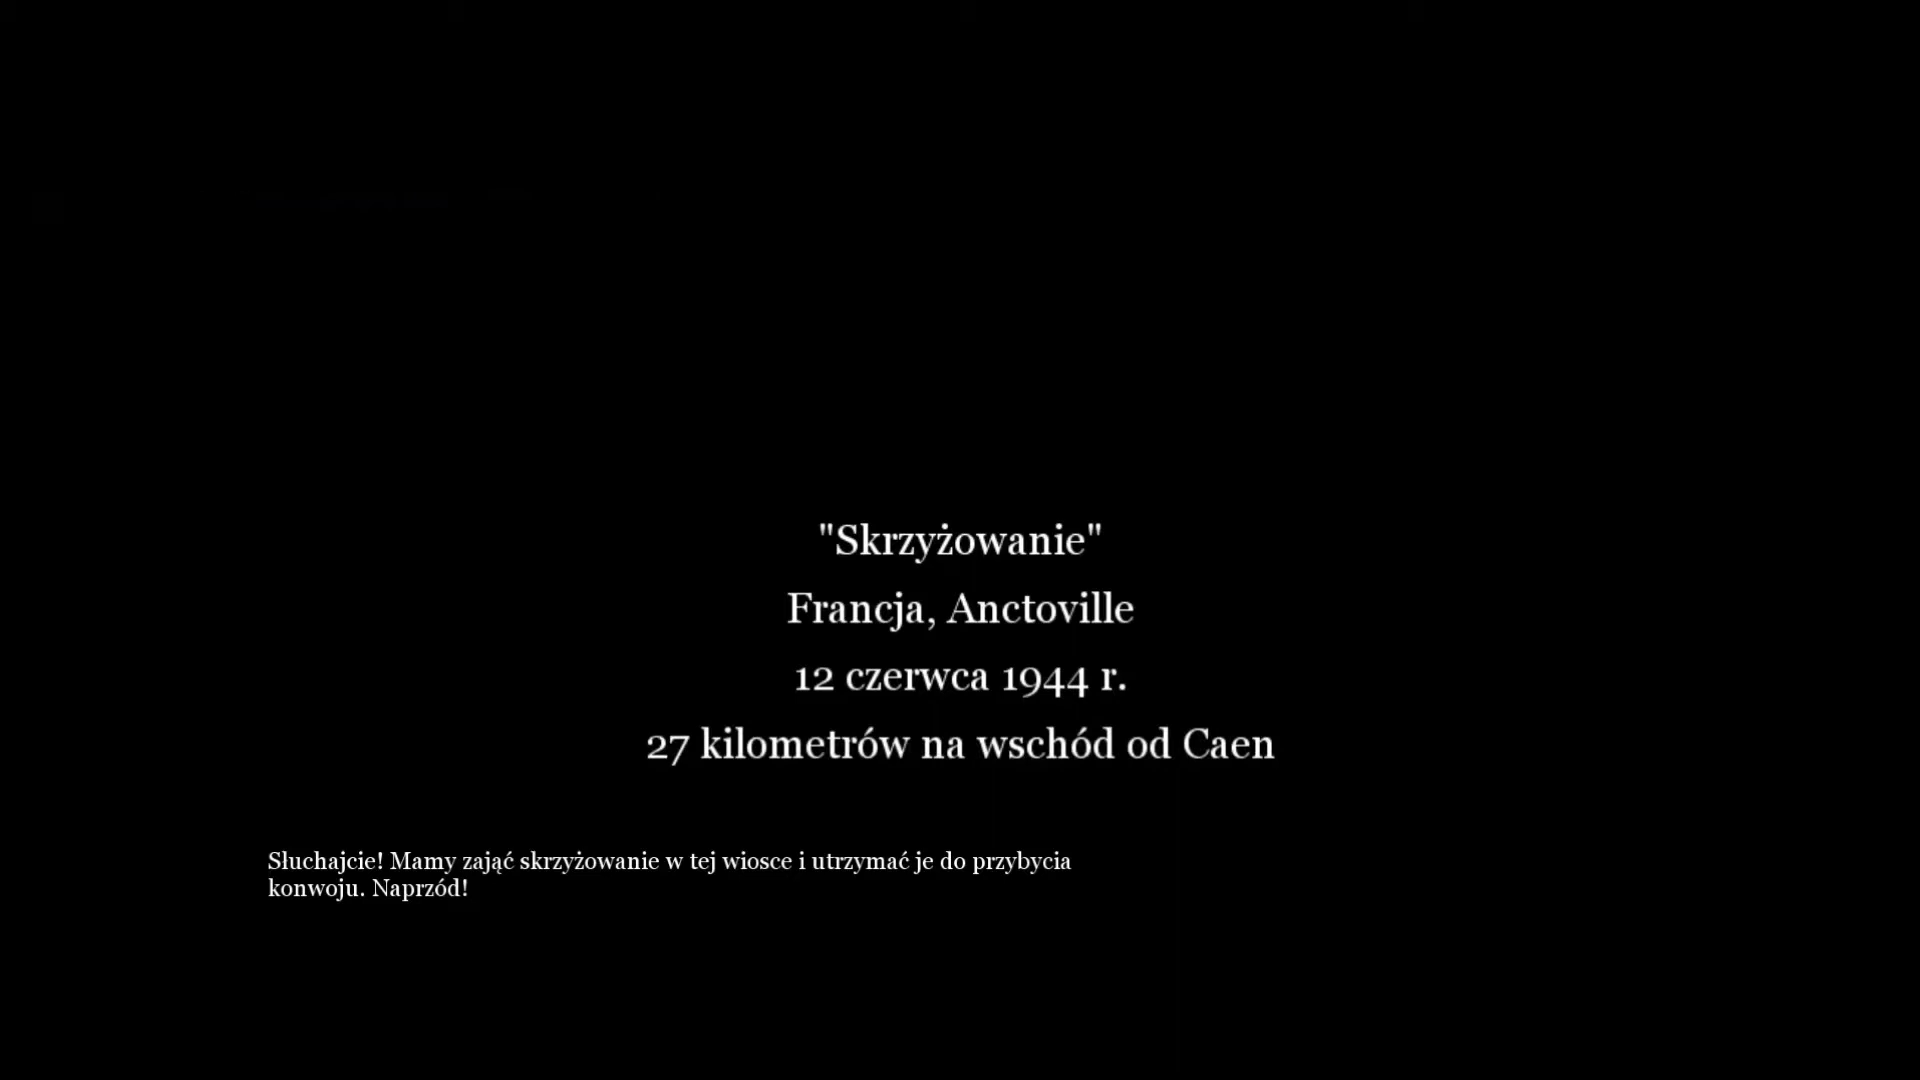 "Skrzyżowanie"
Francja, Anctoville
12 czerwca 1944 r.
27 kilometrów na wschód od Caen
Słuchajcie! Mamy zająć skrzyżowanie w tej wiosce i utrzymać je do przybycia
konwoju. Naprzód!